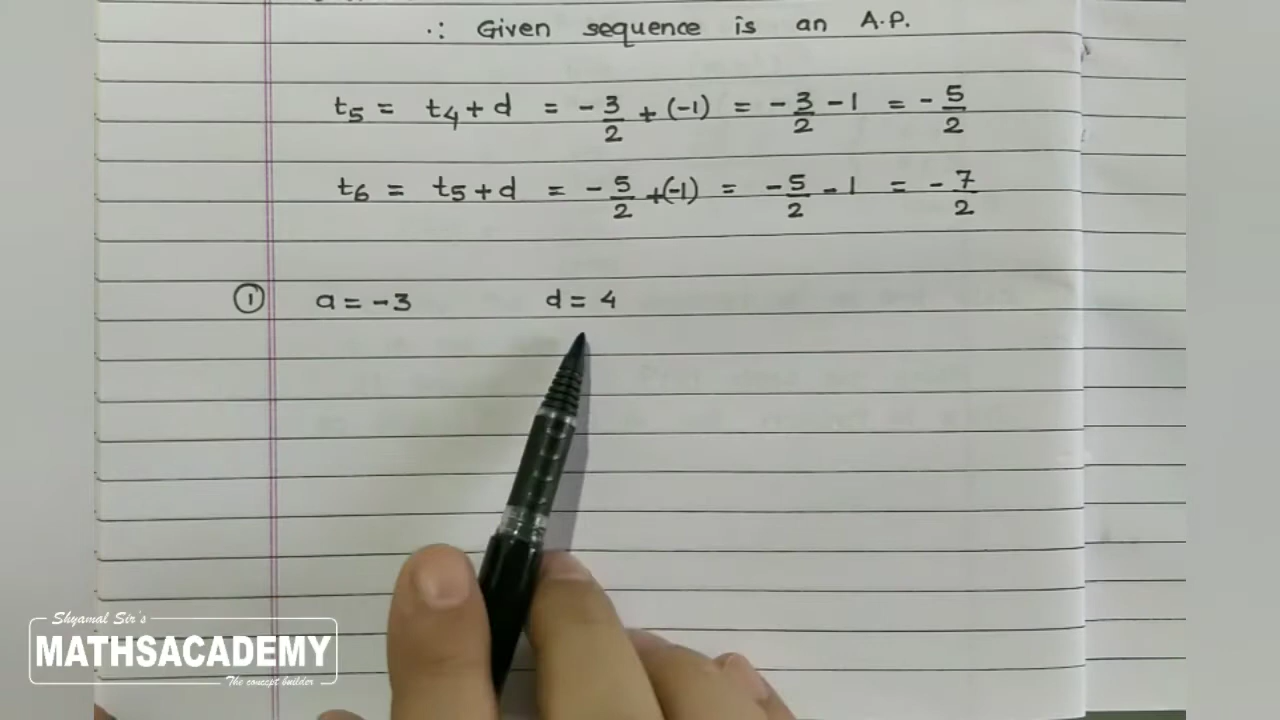 ∴ Given sequence is an A.P.
t5 = t4 + d = -3/2 + (-1) = -3/2 - 1 = -5/2
t6 = t5 + d = -5/2 + (-1) = -5/2 - 1 = -7/2
① a = -3 d = 4
Shyamal Sir's
MATHSACADEMY
The concept builder